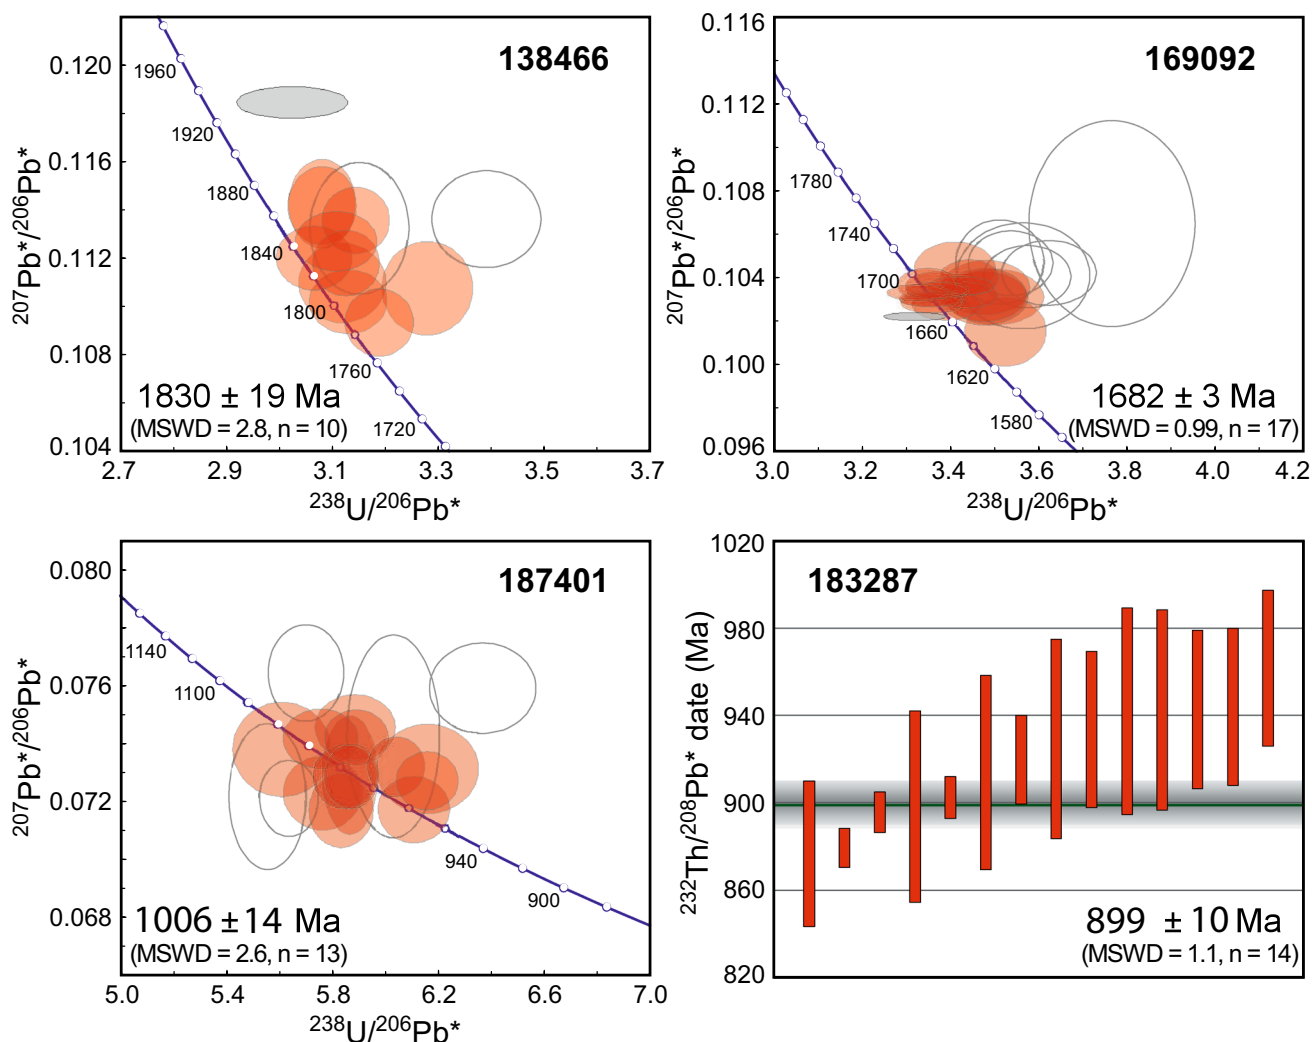 138466
0.120
0.116
0.112
0.108
0.104
207Pb*/206Pb*
1960
1920
1880
1840
1800
1760
1720
1830 ± 19 Ma
(MSWD = 2.8, n = 10)
2.7 2.9 3.1 3.3 3.5 3.7
238U/206Pb*
169092
0.116
0.112
0.108
0.104
0.100
0.096
207Pb*/206Pb*
1780
1740
1700
1660
1620
1580
1682 ± 3 Ma
(MSWD = 0.99, n = 17)
3.0 3.2 3.4 3.6 3.8 4.0 4.2
238U/206Pb*
187401
0.080
0.076
0.072
0.068
207Pb*/206Pb*
1140
1100
940
900
1006 ± 14 Ma
(MSWD = 2.6, n = 13)
5.0 5.4 5.8 6.2 6.6 7.0
238U/206Pb*
183287
1020
980
940
900
860
820
232Th/208Pb* date (Ma)
899 ± 10 Ma
(MSWD = 1.1, n = 14)